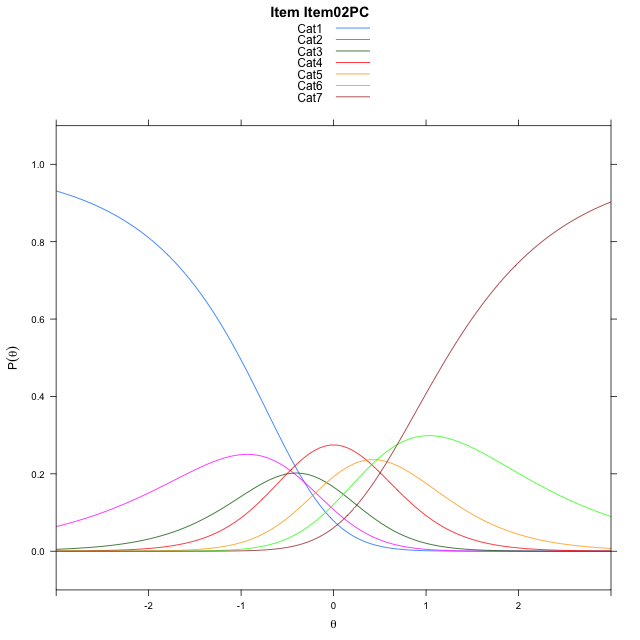 Item Item02PC
Cat1
Cat2
Cat3
Cat4
Cat5
Cat6
Cat7
1.0
0.8
0.6
0.4
0.2
0.0
P(θ)
-2 -1 0 1 2
θ